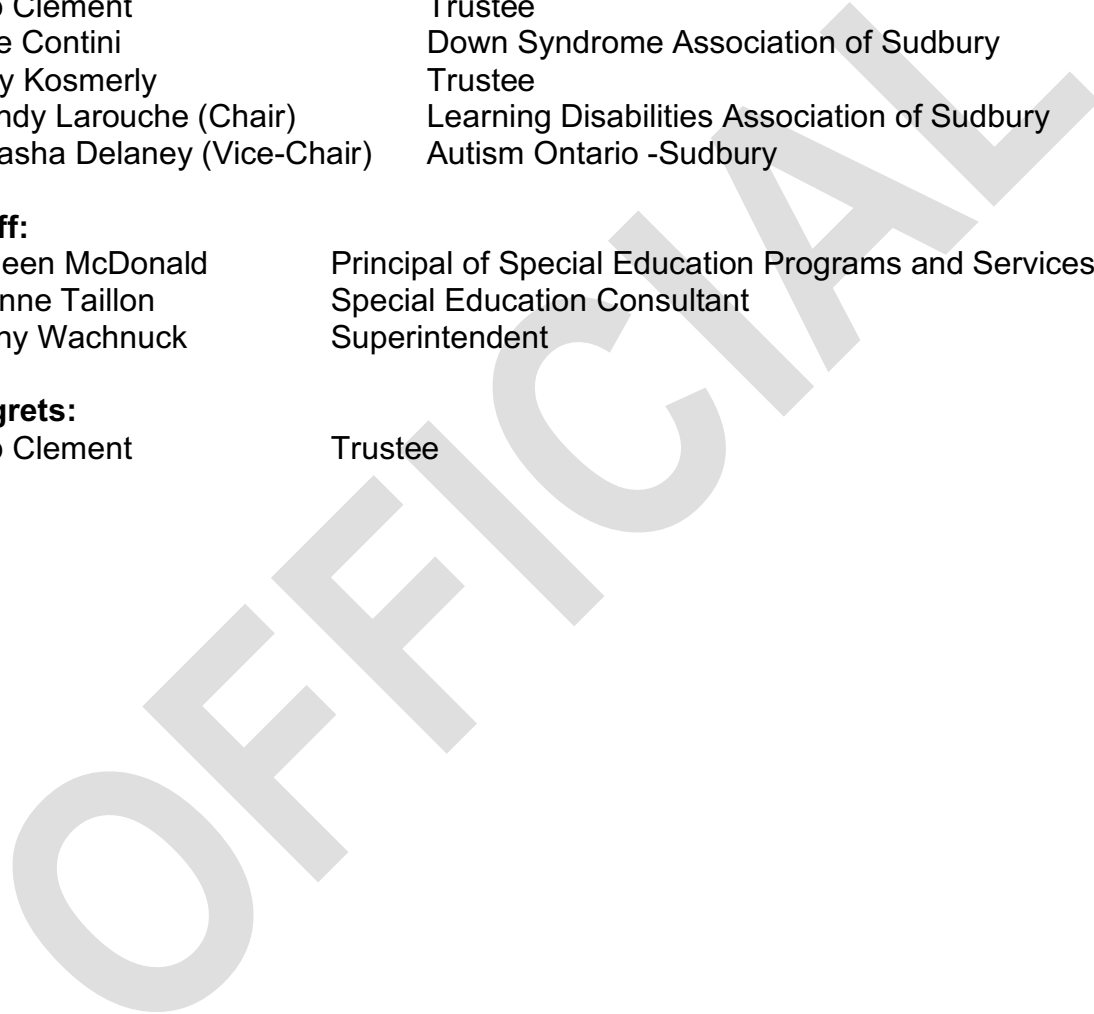 o Clement Trustee
e Contini Down Syndrome Association of Sudbury
y Kosmerly Trustee
ndy Larouche (Chair) Learning Disabilities Association of Sudbury
asha Delaney (Vice-Chair) Autism Ontario -Sudbury
ff:
een McDonald Principal of Special Education Programs and Services
nne Taillon Special Education Consultant
ny Wachnuck Superintendent
grets:
o Clement Trustee
OFFICIAL